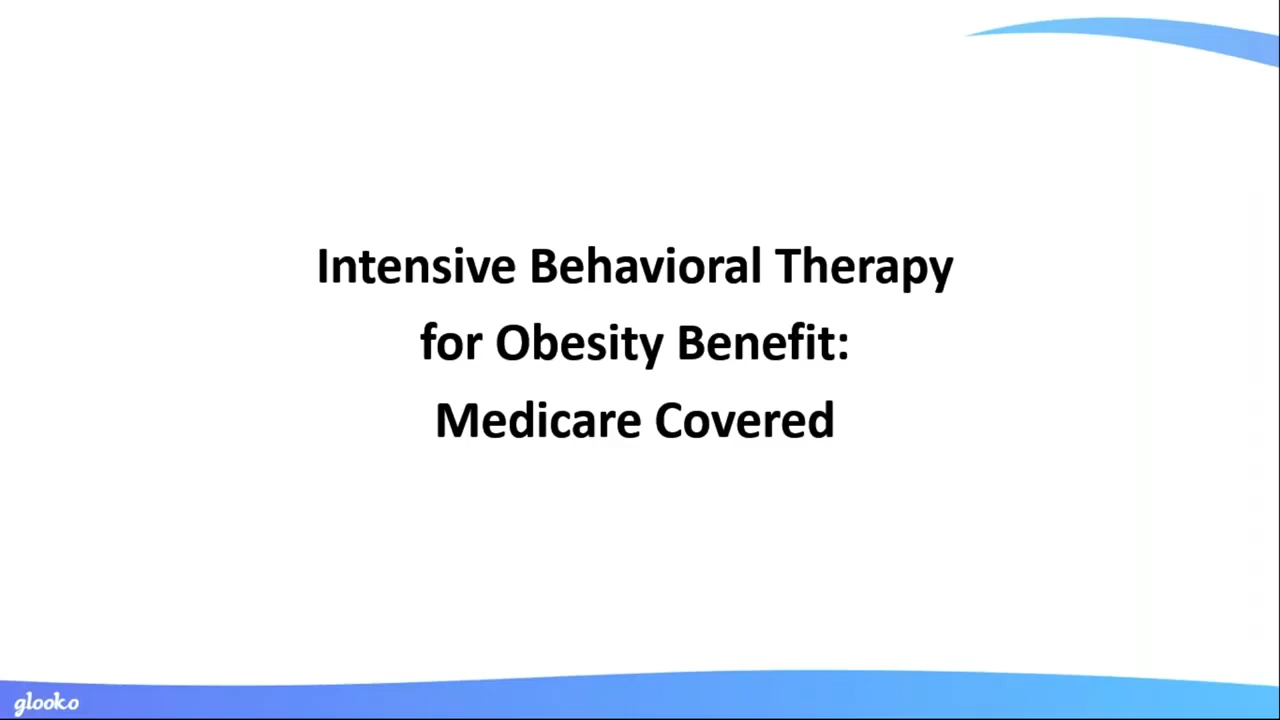 Intensive Behavioral Therapy
for Obesity Benefit:
Medicare Covered
glooko